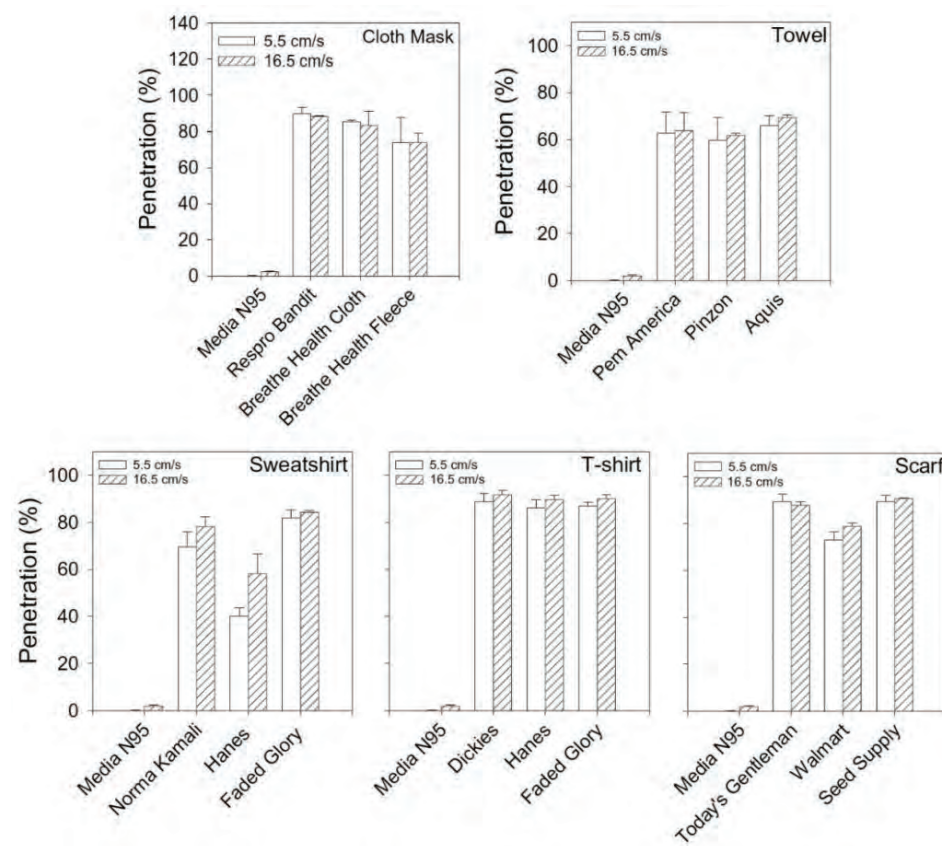 Cloth Mask
5.5 cm/s
16.5 cm/s
Penetration (%)
140
120
100
80
60
40
20
0
Media N95
Respro Bandit
Breathe Health Cloth
Breathe Health Fleece
Towel
5.5 cm/s
16.5 cm/s
Penetration (%)
100
80
60
40
20
0
Media N95
Pem America
Pinzon
Aquis
Sweatshirt
5.5 cm/s
16.5 cm/s
Penetration (%)
100
80
60
40
20
0
Media N95
Norma Kamali
Hanes
Faded Glory
T-shirt
5.5 cm/s
16.5 cm/s
Media N95
Dickies
Hanes
Faded Glory
Scarf
5.5 cm/s
16.5 cm/s
Media N95
Today's Gentleman
Walmart
Seed Supply